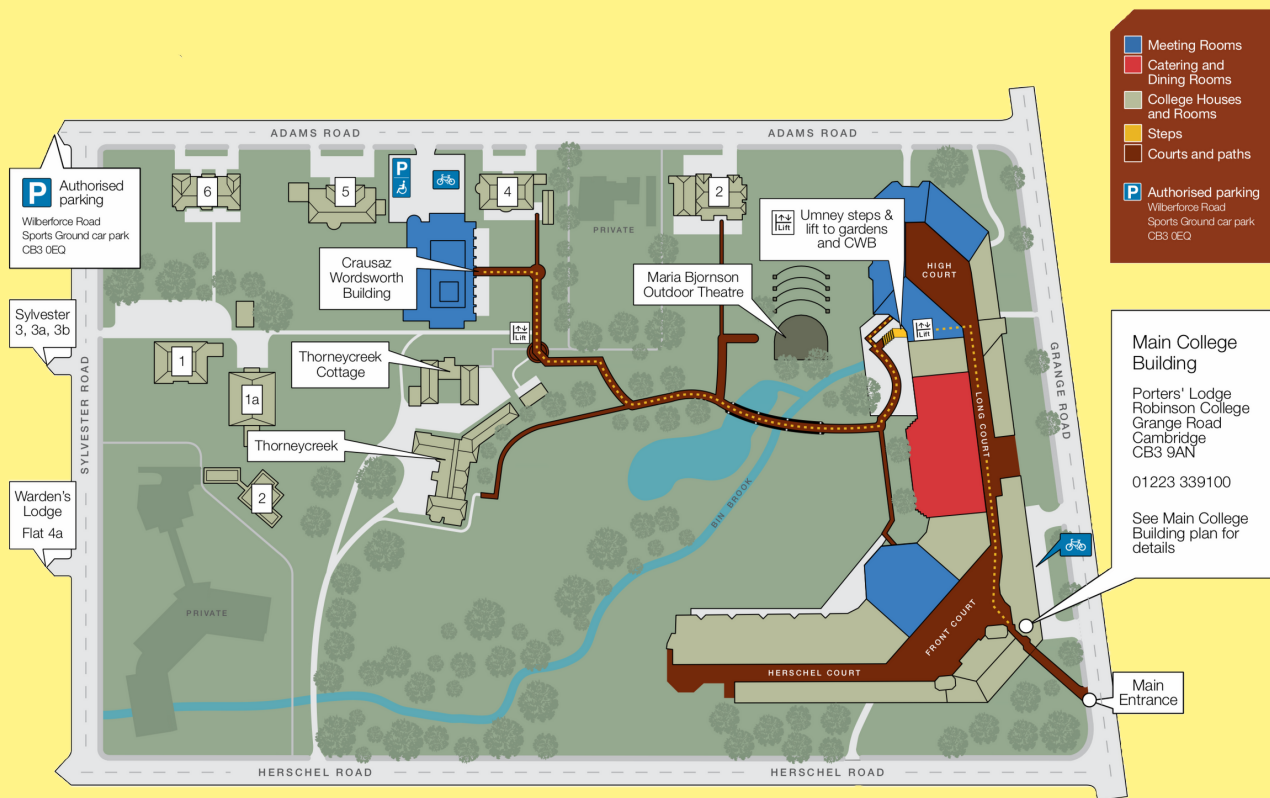 Meeting Rooms
Catering and
Dining Rooms
College Houses
and Rooms
Steps
Courts and paths
P Authorised parking
Wilberforce Road
Sports Ground car park
CB3 0EQ
ADAMS ROAD
ADAMS ROAD
P
Authorised
parking
Wilberforce Road
Sports Ground car park
CB3 0EQ
6
5
P
4
2
PRIVATE
Umney steps &
lift to gardens
and CWB
Lift
HIGH
COURT
Crausaz
Wordsworth
Building
Maria Bjornson
Outdoor Theatre
Sylvester
3, 3a, 3b
Lift
Lift
1
1a
Thorneycreek
Cottage
Thorneycreek
SYLVESTER ROAD
GRANGE ROAD
LONG COURT
Main College
Building
Porters' Lodge
Robinson College
Grange Road
Cambridge
CB3 9AN
01223 339100
See Main College
Building plan for
details
Warden's
Lodge
Flat 4a
2
BIN BROOK
PRIVATE
FRONT COURT
HERSCHEL COURT
Main
Entrance
HERSCHEL ROAD
HERSCHEL ROAD